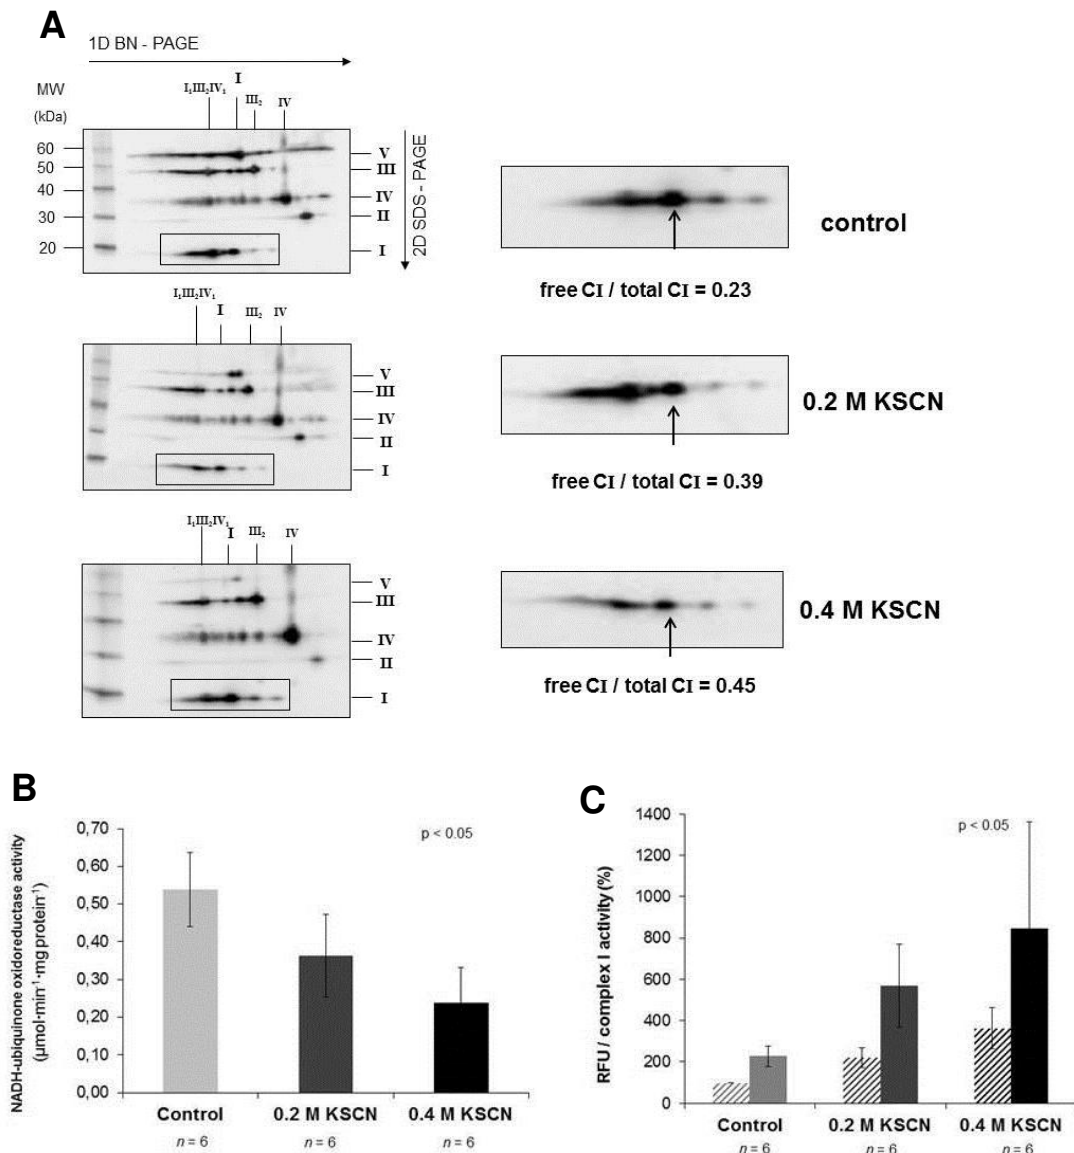 A
1D BN - PAGE
MW
(kDa)
I₁III₂IV₁ I III₂ IV
60
50
40
30
20
V
III
IV
II
I
2D SDS - PAGE
control
free CI / total CI = 0.23
I₁III₂IV₁ I III₂ IV
V
III
IV
II
I
0.2 M KSCN
free CI / total CI = 0.39
I₁III₂IV₁ I III₂ IV
V
III
IV
II
I
0.4 M KSCN
free CI / total CI = 0.45
B
NADH-ubiquinone oxidoreductase activity
(µmol·min⁻¹·mg protein⁻¹)
0,70
0,60
0,50
0,40
0,30
0,20
0,10
0,00
p < 0.05
Control 0.2 M KSCN 0.4 M KSCN
n = 6 n = 6 n = 6
C
RFU / complex I activity (%)
1400
1200
1000
800
600
400
200
0
p < 0.05
Control 0.2 M KSCN 0.4 M KSCN
n = 6 n = 6 n = 6